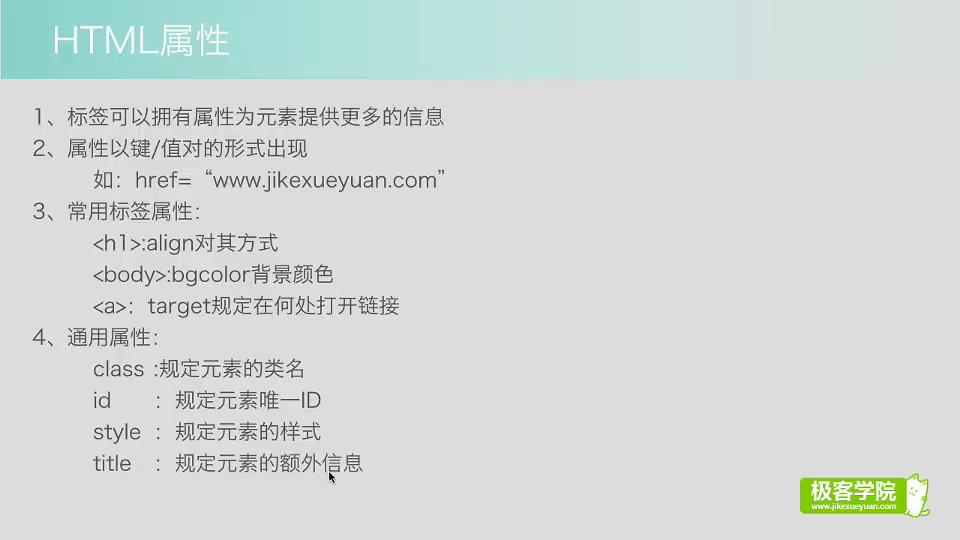 HTML属性
1、标签可以拥有属性为元素提供更多的信息
2、属性以键/值对的形式出现
如：href=“www.jikexueyuan.com”
3、常用标签属性：
<h1>:align对其方式
<body>:bgcolor背景颜色
<a>：target规定在何处打开链接
4、通用属性：
class :规定元素的类名
id ：规定元素唯一ID
style ：规定元素的样式
title ：规定元素的额外信息
极客学院
www.jikexueyuan.com